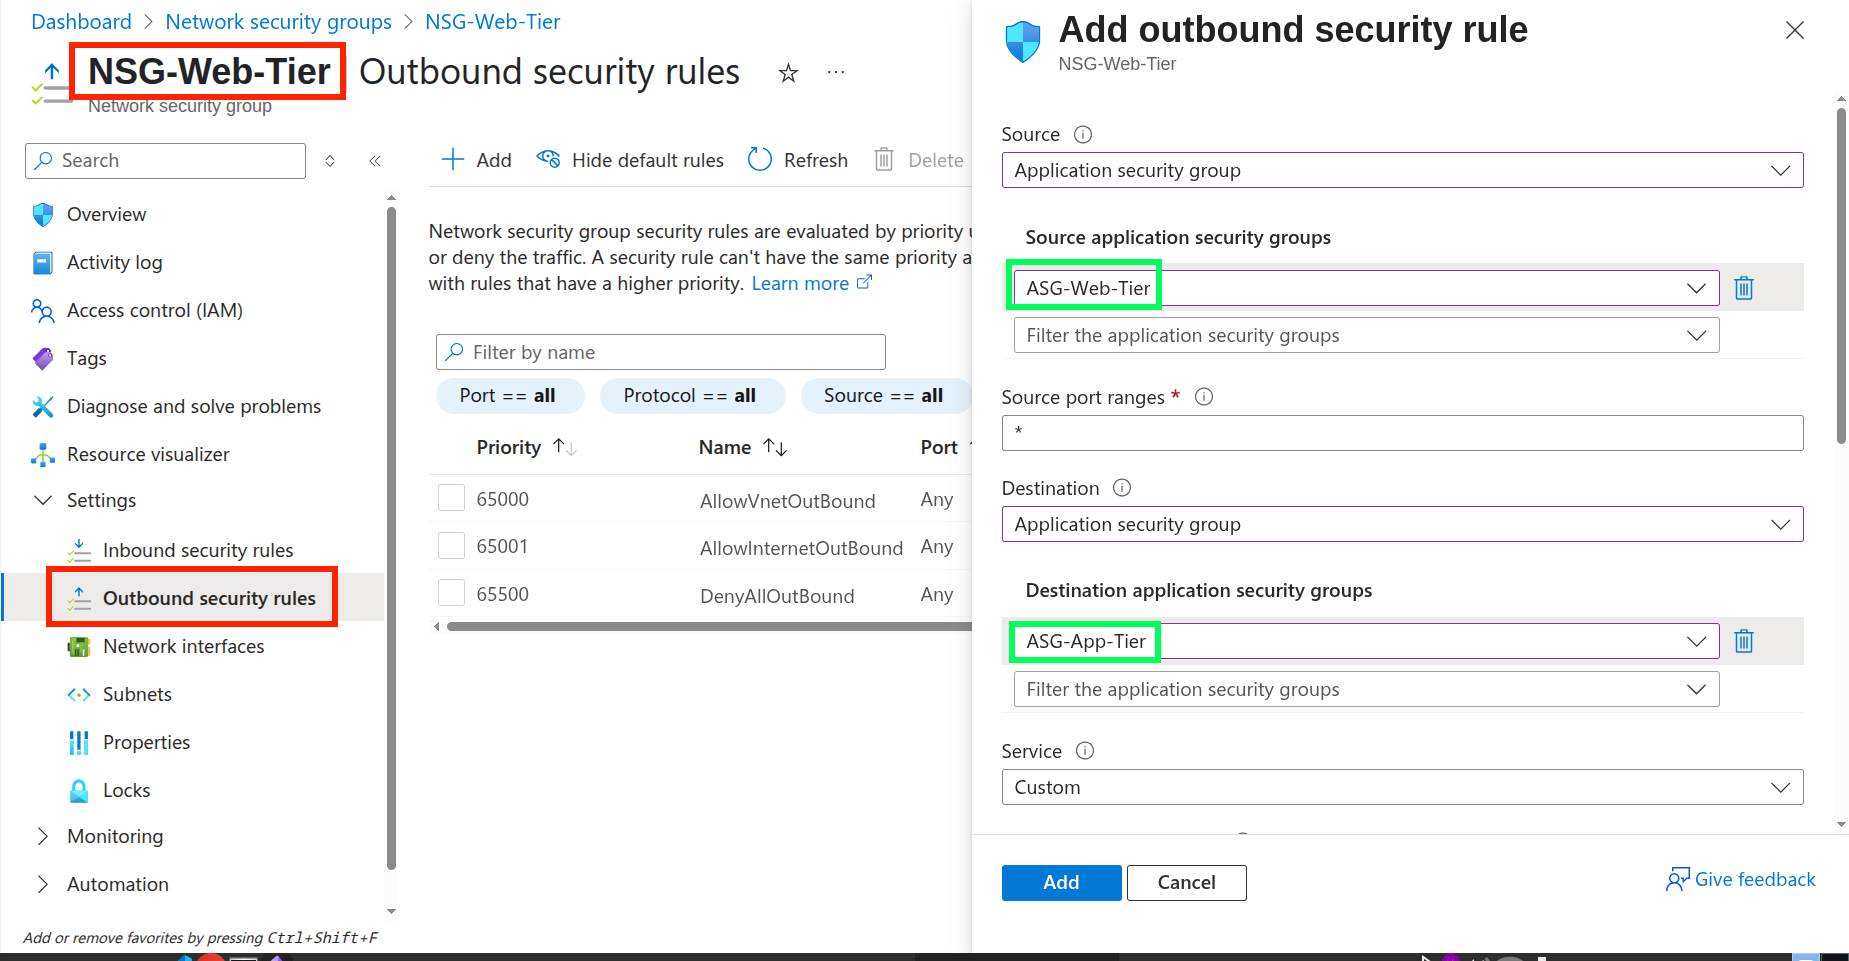 Dashboard > Network security groups > NSG-Web-Tier
NSG-Web-Tier Outbound security rules ...
Network security group
Search
Overview
Activity log
Access control (IAM)
Tags
Diagnose and solve problems
Resource visualizer
Settings
Inbound security rules
Outbound security rules
Network interfaces
Subnets
Properties
Locks
Monitoring
Automation
Add or remove favorites by pressing Ctrl+Shift+F
Add
Hide default rules
Refresh
Delete
Network security group security rules are evaluated by priority
or deny the traffic. A security rule can't have the same priority a
with rules that have a higher priority. Learn more
Filter by name
Port == all
Protocol == all
Source == all
Priority Name Port
65000 AllowVnetOutBound Any
65001 AllowInternetOutBound Any
65500 DenyAllOutBound Any
Add outbound security rule
NSG-Web-Tier
Source
Application security group
Source application security groups
ASG-Web-Tier
Filter the application security groups
Source port ranges *
*
Destination
Application security group
Destination application security groups
ASG-App-Tier
Filter the application security groups
Service
Custom
Add
Cancel
Give feedback